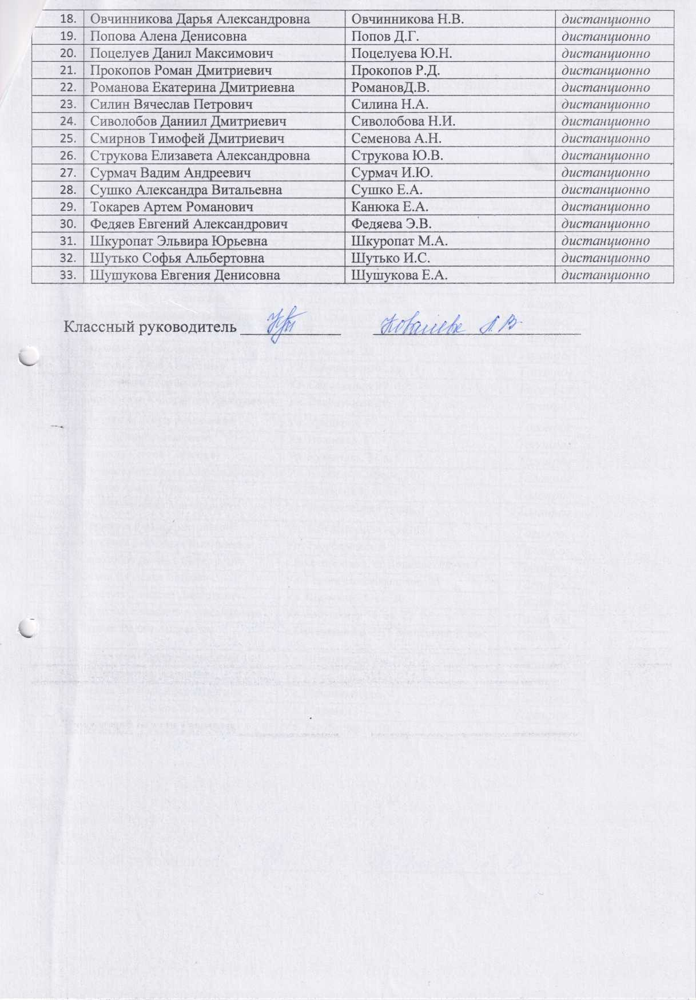 18. Овчинникова Дарья Александровна Овчинникова Н.В. дистанционно
19. Попова Алена Денисовна Попов Д.Г. дистанционно
20. Поцелуев Данил Максимович Поцелуева Ю.Н. дистанционно
21. Прокопов Роман Дмитриевич Прокопов Р.Д. дистанционно
22. Романова Екатерина Дмитриевна РомановД.В. дистанционно
23. Силин Вячеслав Петрович Силина Н.А. дистанционно
24. Сиволобов Даниил Дмитриевич Сиволобова Н.И. дистанционно
25. Смирнов Тимофей Дмитриевич Семенова А.Н. дистанционно
26. Струкова Елизавета Александровна Струкова Ю.В. дистанционно
27. Сурмач Вадим Андреевич Сурмач И.Ю. дистанционно
28. Сушко Александра Витальевна Сушко Е.А. дистанционно
29. Токарев Артем Романович Канюка Е.А. дистанционно
30. Федяев Евгений Александрович Федяева Э.В. дистанционно
31. Шкуропат Эльвира Юрьевна Шкуропат М.А. дистанционно
32. Шутько Софья Альбертовна Шутько И.С. дистанционно
33. Шушукова Евгения Денисовна Шушукова Е.А. дистанционно
Классный руководитель Ковалева Л.В.